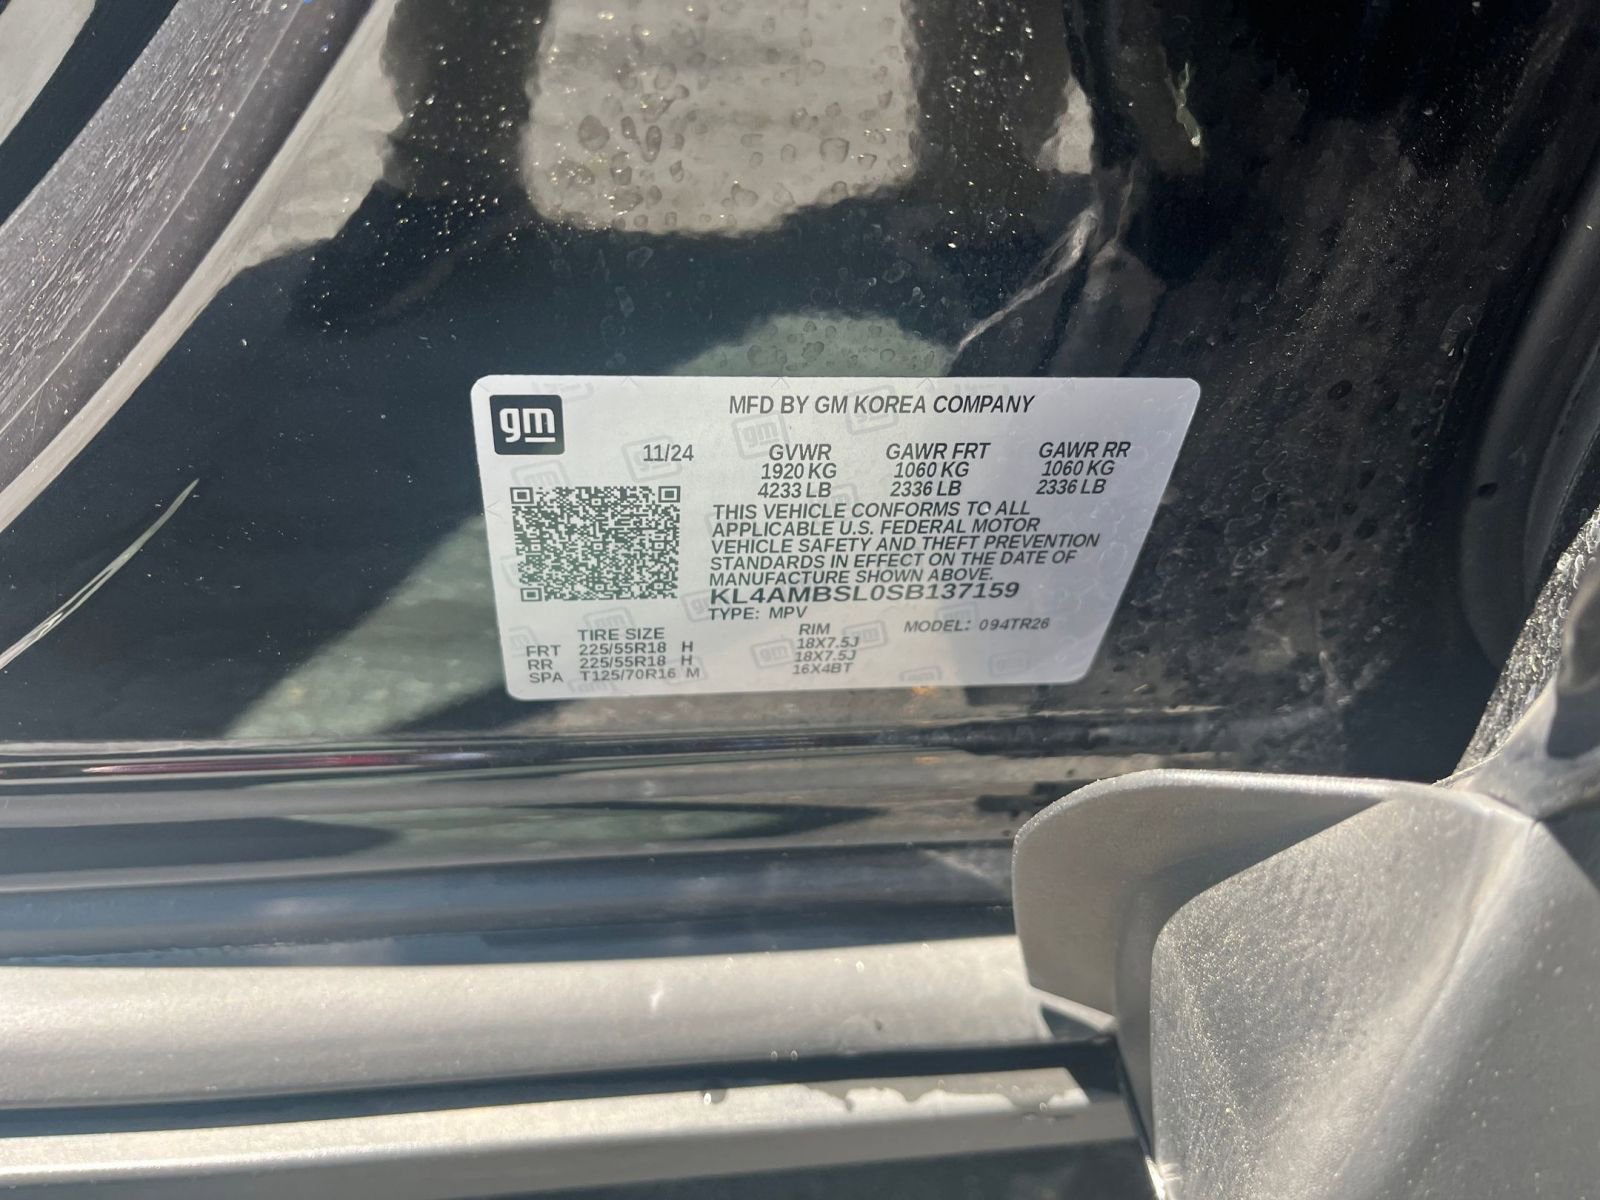 gm
MFD BY GM KOREA COMPANY
11/24 GVWR GAWR FRT GAWR RR
1920 KG 1060 KG 1060 KG
4233 LB 2336 LB 2336 LB
THIS VEHICLE CONFORMS TO ALL
APPLICABLE U.S. FEDERAL MOTOR
VEHICLE SAFETY AND THEFT PREVENTION
STANDARDS IN EFFECT ON THE DATE OF
MANUFACTURE SHOWN ABOVE.
KL4AMBSL0SB137159
TYPE: MPV
TIRE SIZE RIM MODEL: 094TR26
FRT 225/55R18 H 18X7.5J
RR 225/55R18 H 18X7.5J
SPA T125/70R16 M 16X4BT